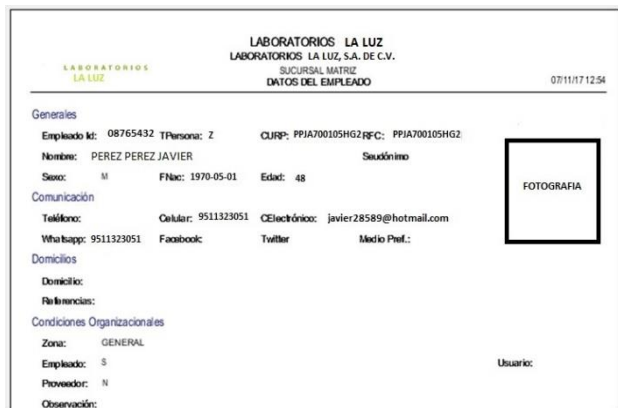 LABORATORIOS LA LUZ
LABORATORIOS LA LUZ, S.A. DE C.V.
LABORATORIOS
LA LUZ
SUCURSAL MATRIZ
DATOS DEL EMPLEADO
07/11/17 12:54
Generales
Empleado Id: 08765432 TPersona: Z CURP: PPJA700105HG2 RFC: PPJA700105HG2
Nombre: PEREZ PEREZ JAVIER Seudónimo
Sexo: M FNac: 1970-05-01 Edad: 48
FOTOGRAFIA
Comunicación
Teléfono: Celular: 9511323051 CElectrónico: javier28589@hotmail.com
Whatsapp: 9511323051 Facebook: Twitter Medio Pref.:
Domicilios
Domicilio:
Referencias:
Condiciones Organizacionales
Zona: GENERAL
Empleado: S Usuario:
Proveedor: N
Observación: